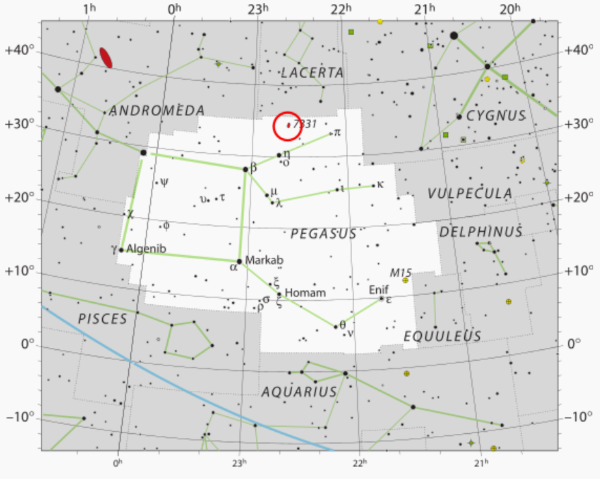 1h 0h 23h 22h 21h 20h
+40° +40°
LACERTA
ANDROMEDA
+30° 7331 CYGNUS +30°
π
η
ο
β
ψ μ ι κ
+20° υ τ λ VULPECULA +20°
χ
φ PEGASUS DELPHINUS
γ Algenib
Markab
α
+10° M15 +10°
ξ Enif
Homam ε
σ ζ
ρ
PISCES θ
ν EQUULEUS
0° 0°
AQUARIUS
−10° −10°
0h 23h 22h 21h